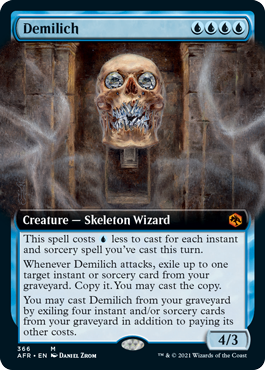 Demilich
Creature — Skeleton Wizard
This spell costs less to cast for each instant
and sorcery spell you've cast this turn.
Whenever Demilich attacks, exile up to one
target instant or sorcery card from your
graveyard. Copy it. You may cast the copy.
You may cast Demilich from your graveyard
by exiling four instant and/or sorcery cards
from your graveyard in addition to paying its
other costs.
4/3
366 M
AFR • EN Daniel Zrom
™ & © 2021 Wizards of the Coast